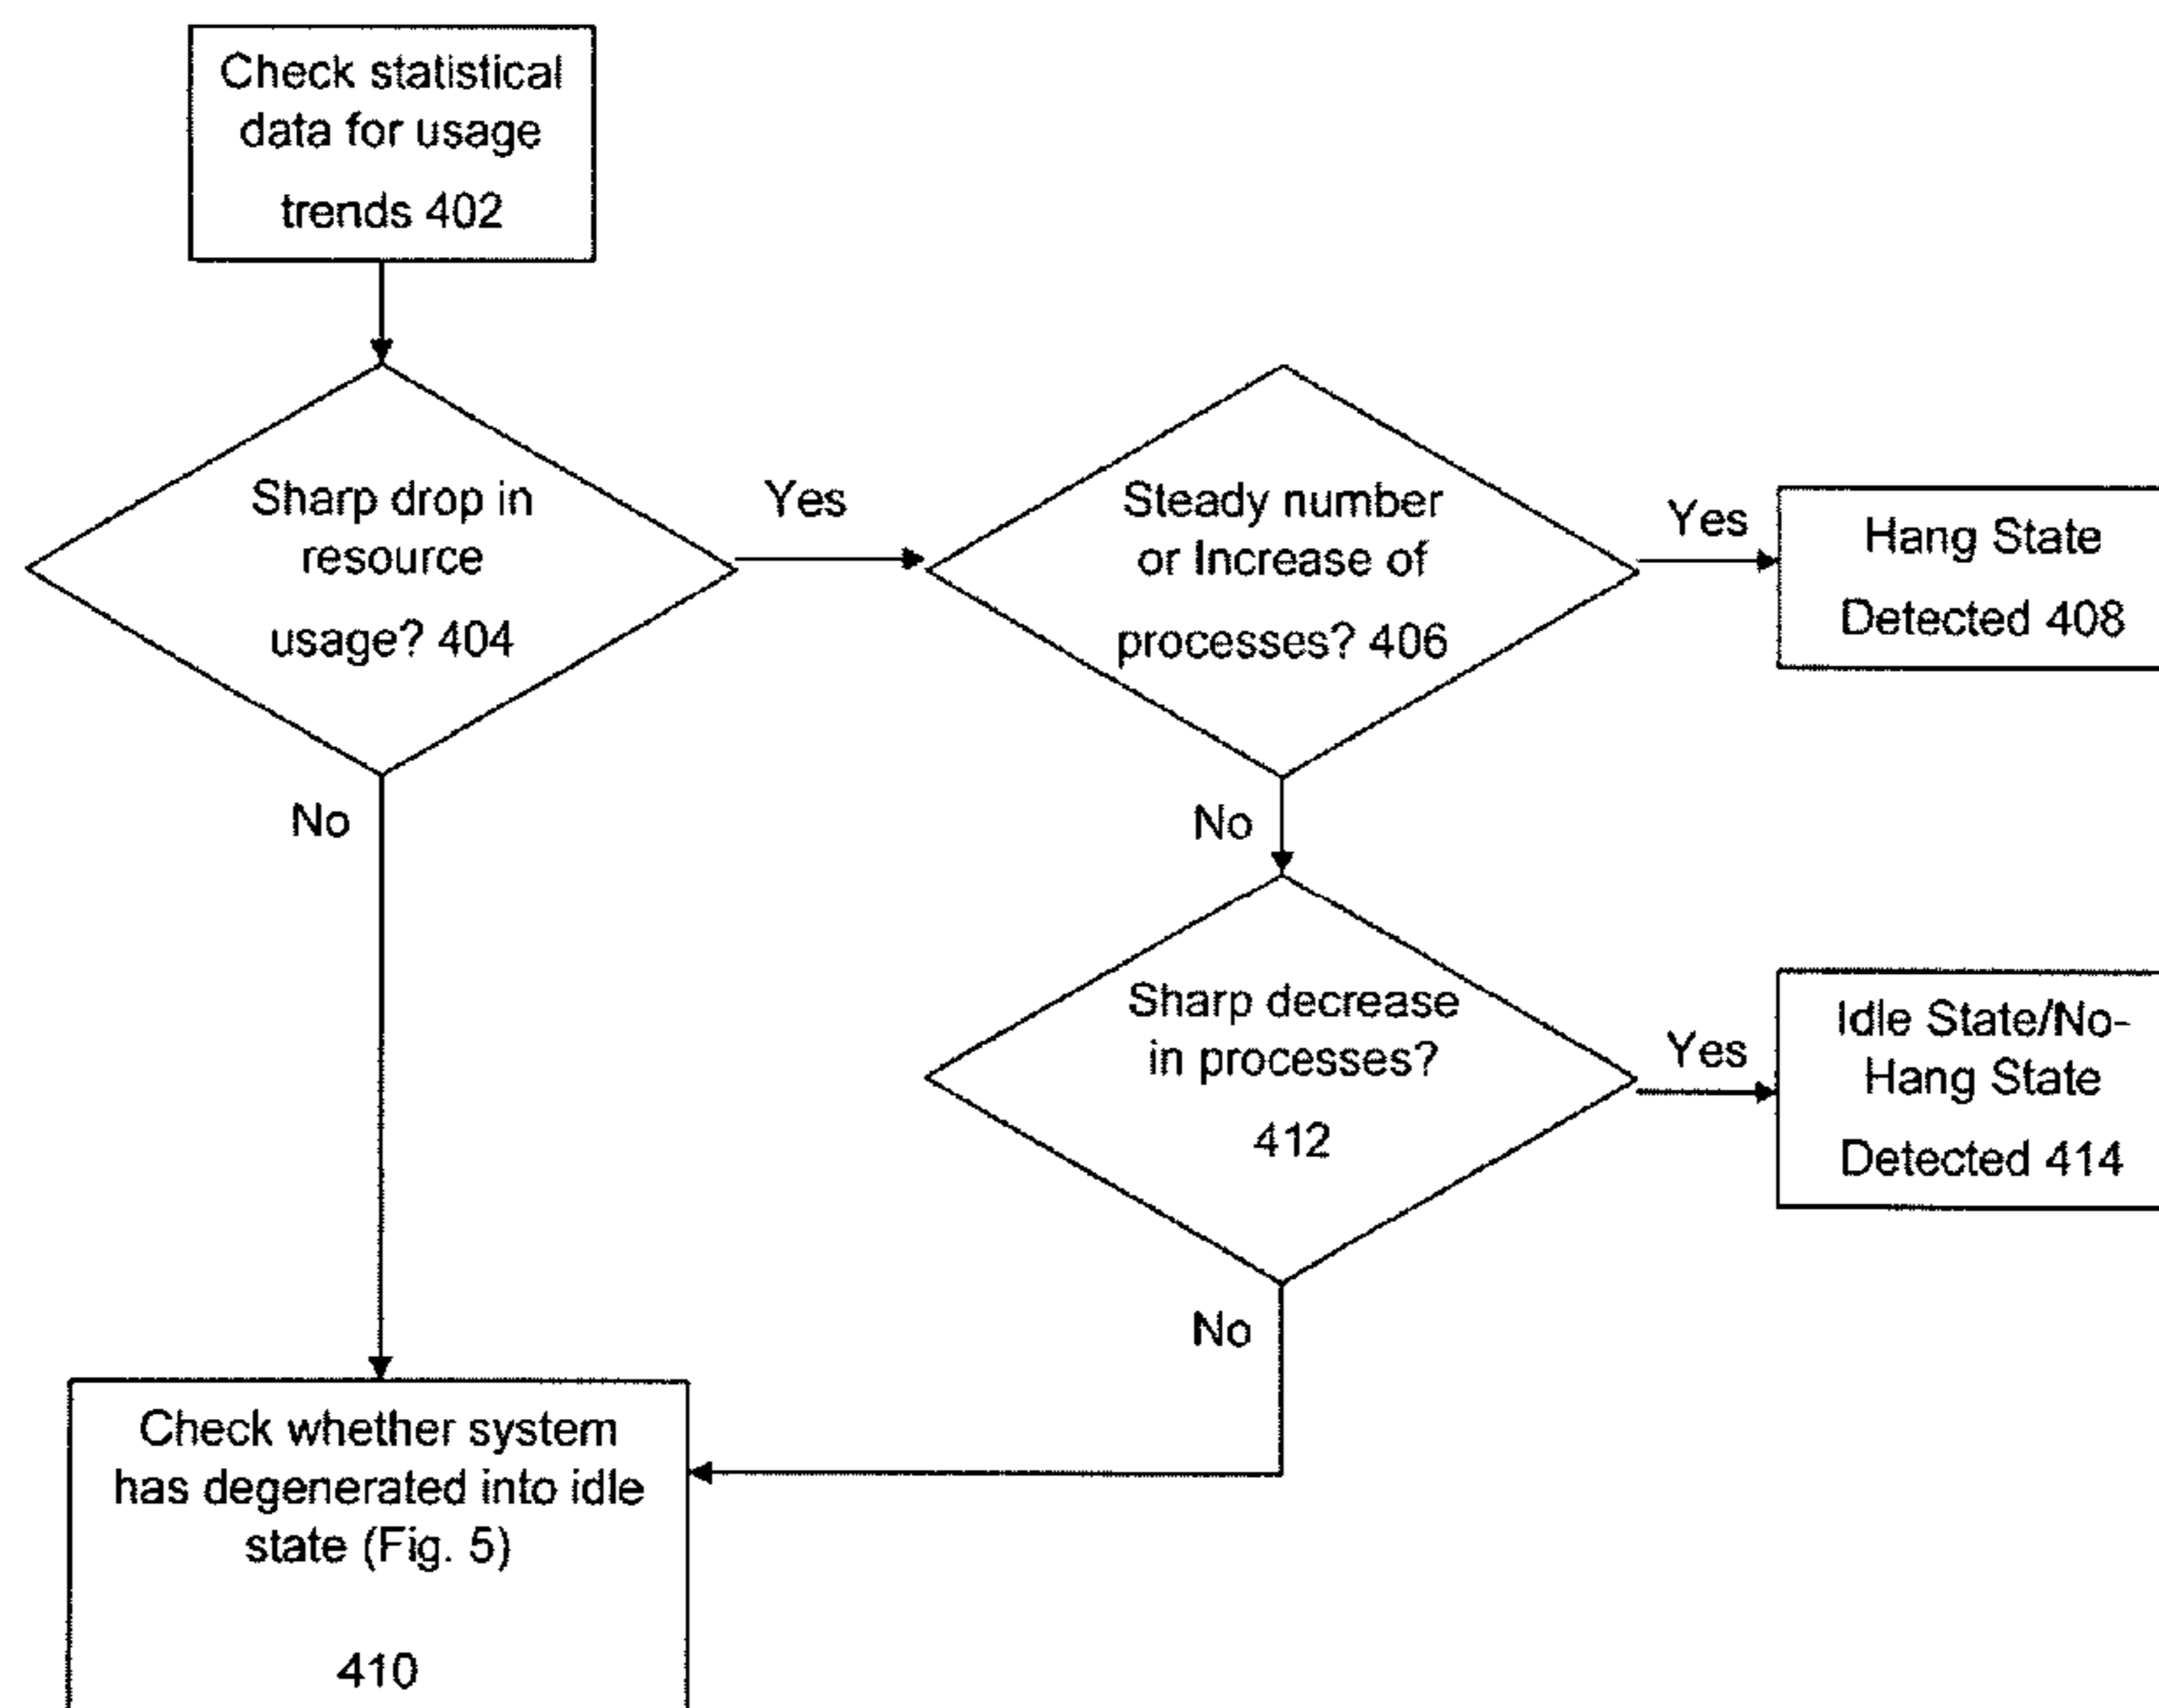 Check statistical
data for usage
trends 402
Sharp drop in
resource
usage? 404
Yes
Steady number
or Increase of
processes? 406
Yes
Hang State
Detected 408
No
No
Sharp decrease
in processes?
412
Yes
Idle State/No-
Hang State
Detected 414
No
Check whether system
has degenerated into idle
state (Fig. 5)
410